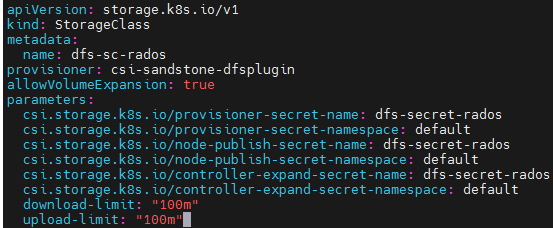 apiVersion: storage.k8s.io/v1
kind: StorageClass
metadata:
  name: dfs-sc-rados
provisioner: csi-sandstone-dfsplugin
allowVolumeExpansion: true
parameters:
  csi.storage.k8s.io/provisioner-secret-name: dfs-secret-rados
  csi.storage.k8s.io/provisioner-secret-namespace: default
  csi.storage.k8s.io/node-publish-secret-name: dfs-secret-rados
  csi.storage.k8s.io/node-publish-secret-namespace: default
  csi.storage.k8s.io/controller-expand-secret-name: dfs-secret-rados
  csi.storage.k8s.io/controller-expand-secret-namespace: default
  download-limit: "100m"
  upload-limit: "100m"